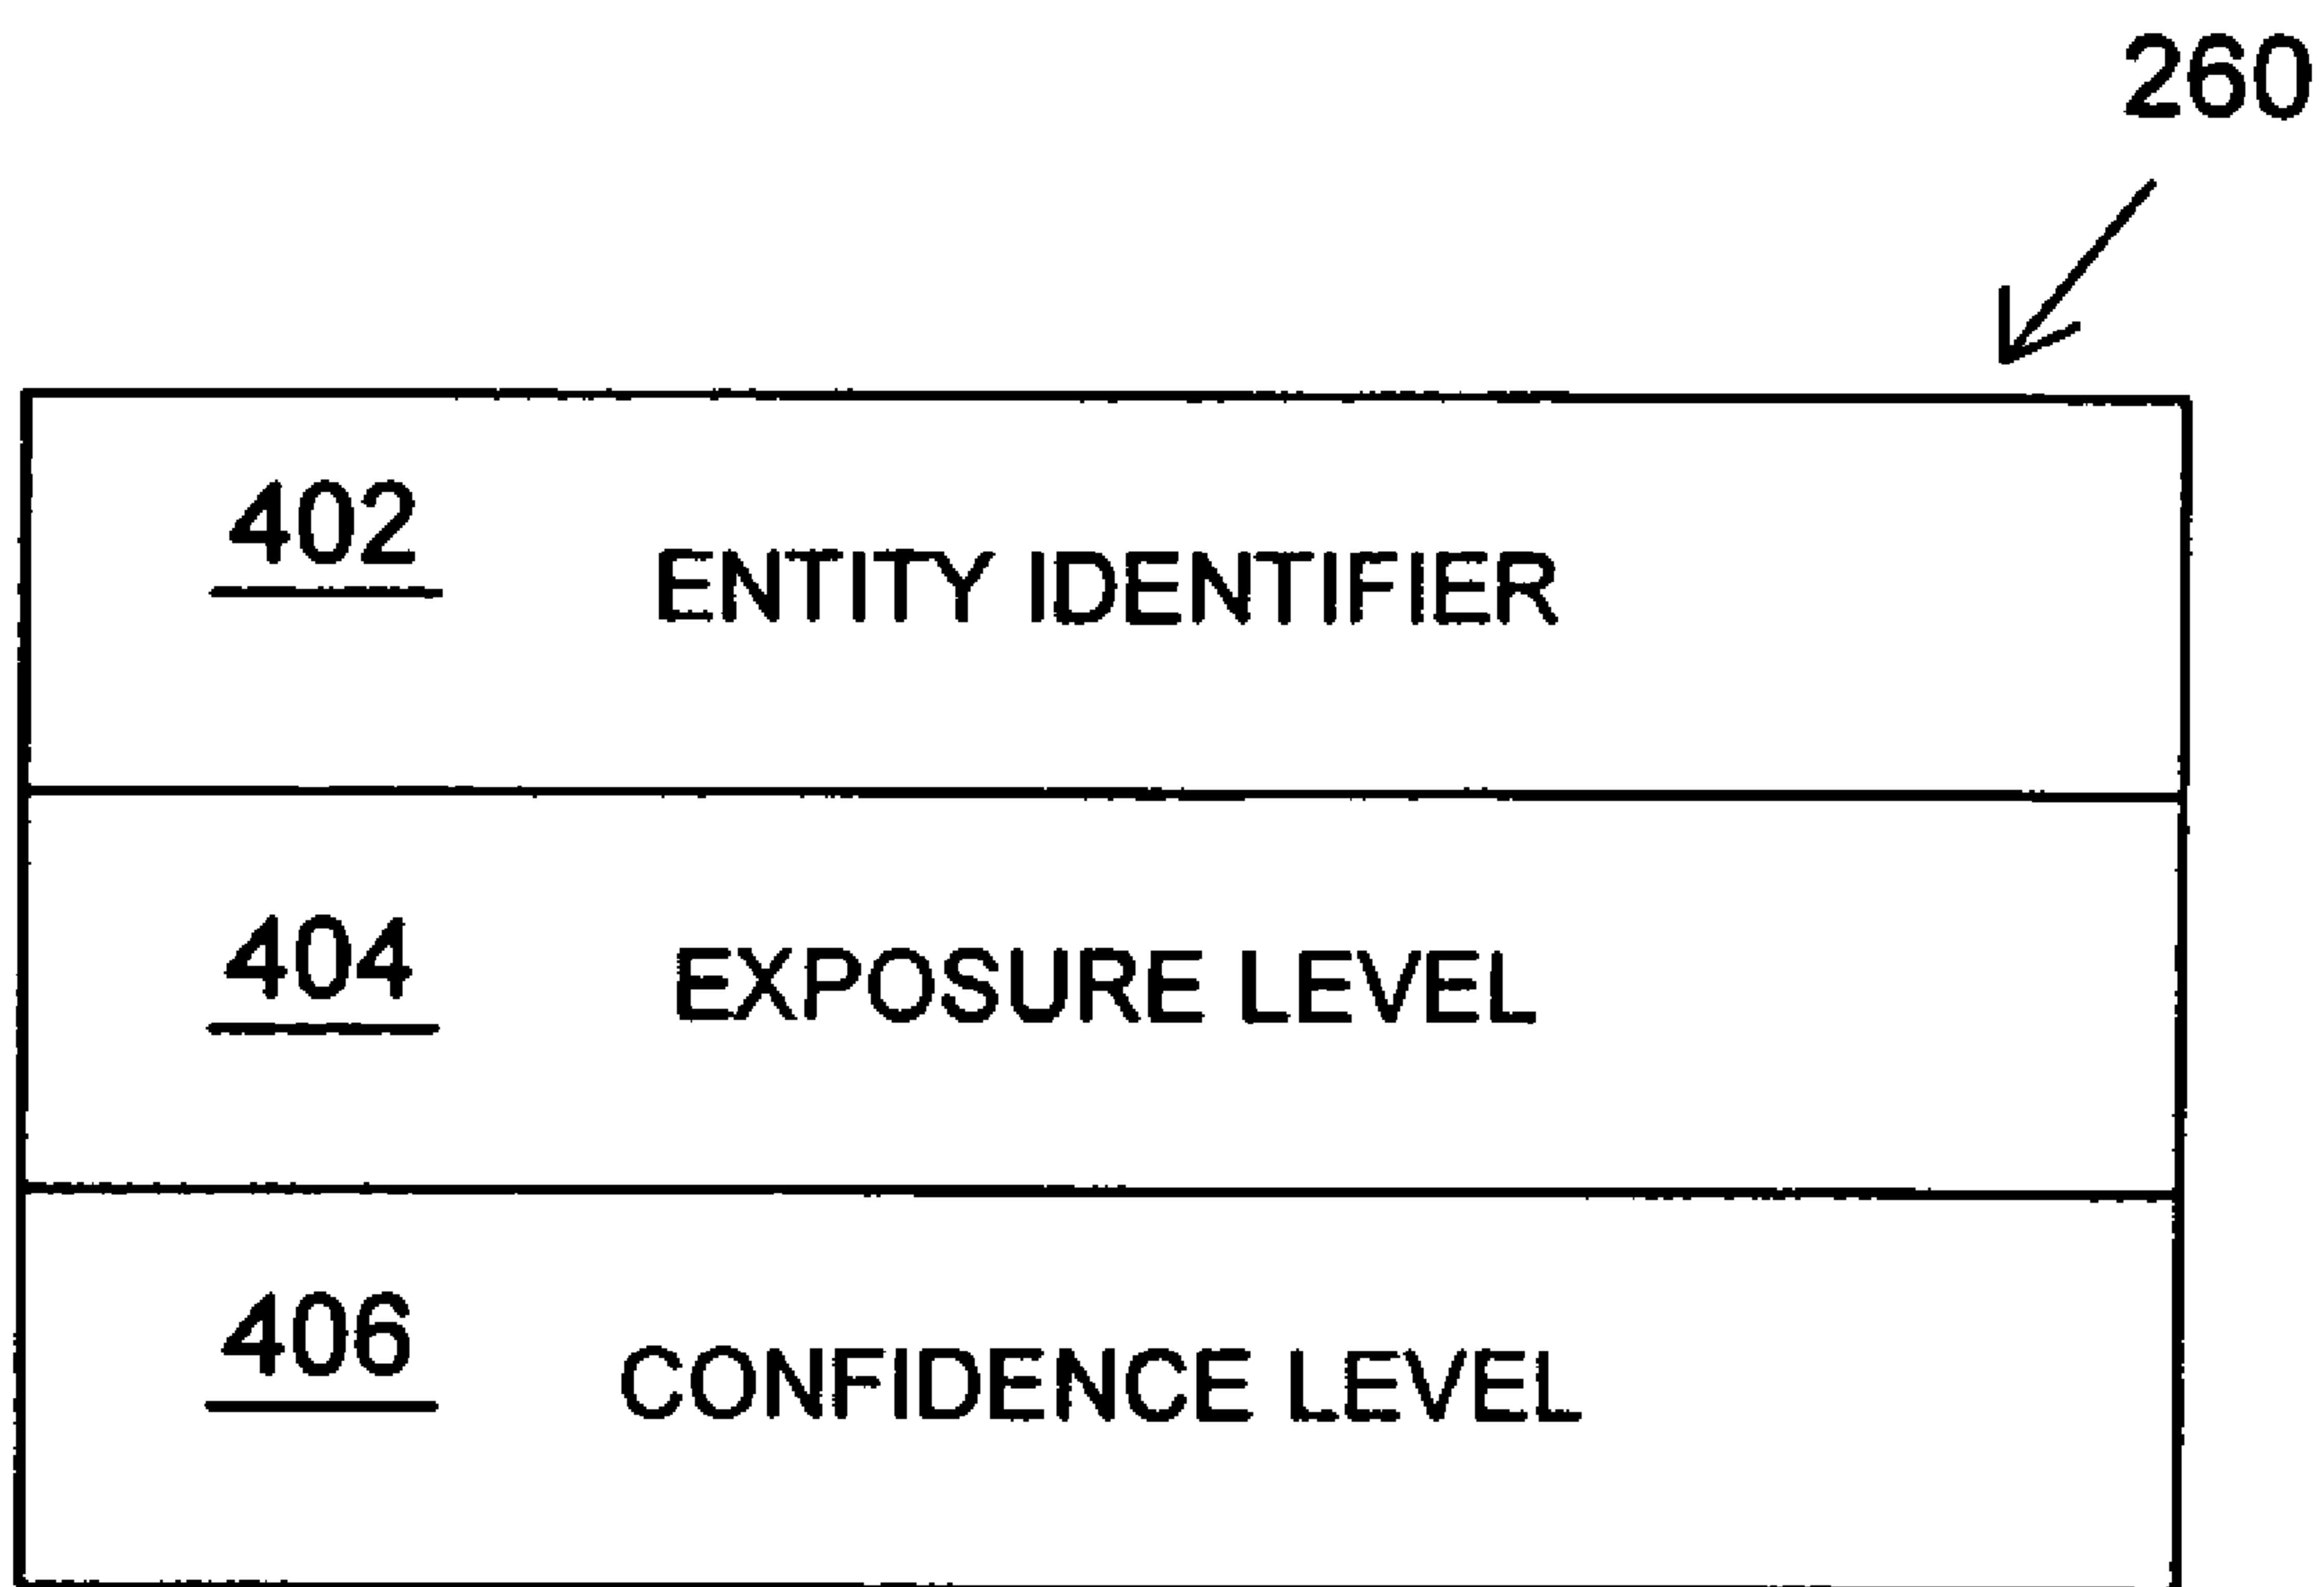 260
402
ENTITY IDENTIFIER
404
EXPOSURE LEVEL
406
CONFIDENCE LEVEL